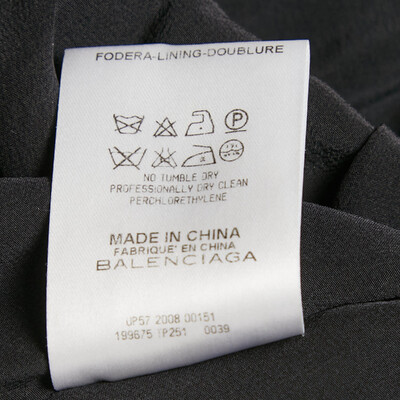 FODERA-LINING-DOUBLURE
P
P
NO TUMBLE DRY
PROFESSIONALLY DRY CLEAN
PERCHLORETHYLENE
MADE IN CHINA
FABRIQUE' EN CHINA
BALENCIAGA
UP57 2008 00151
199675 TP251 0039